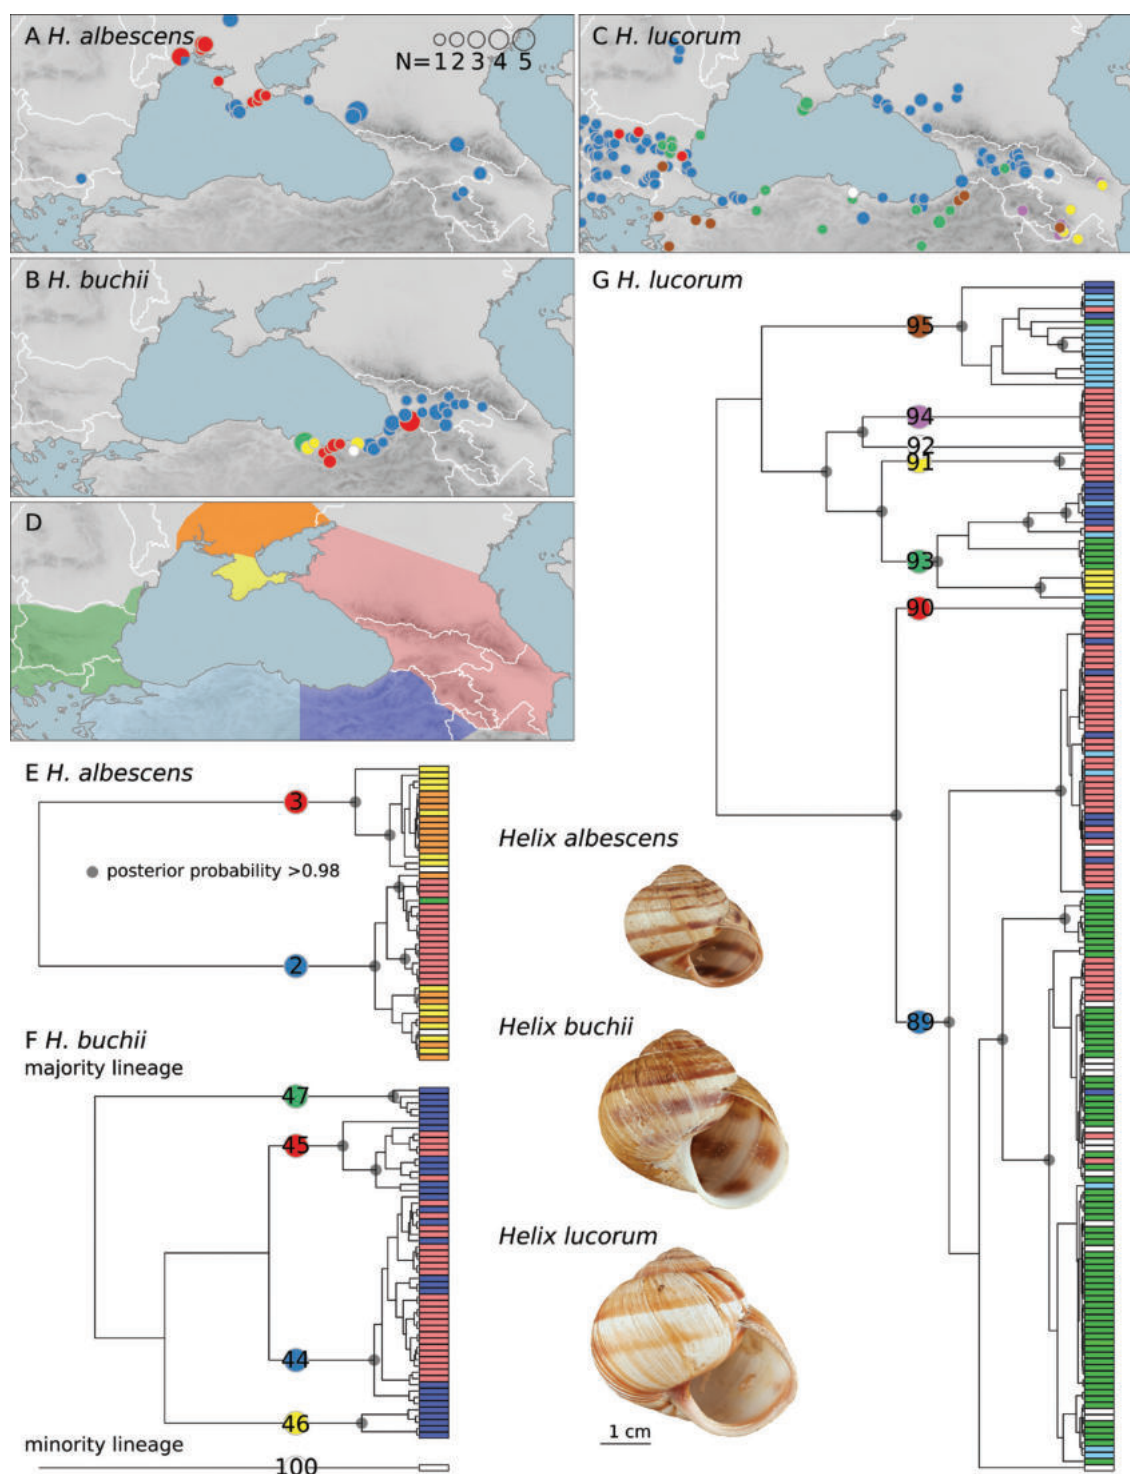 A H. albescens
N=1 2 3 4 5
C H. lucorum
B H. buchii
G H. lucorum
D
95
94
92
91
93
90
89
E H. albescens
3
posterior probability >0.98
2
F H. buchii
majority lineage
47
45
44
46
minority lineage
100
Helix albescens
Helix buchii
Helix lucorum
1 cm